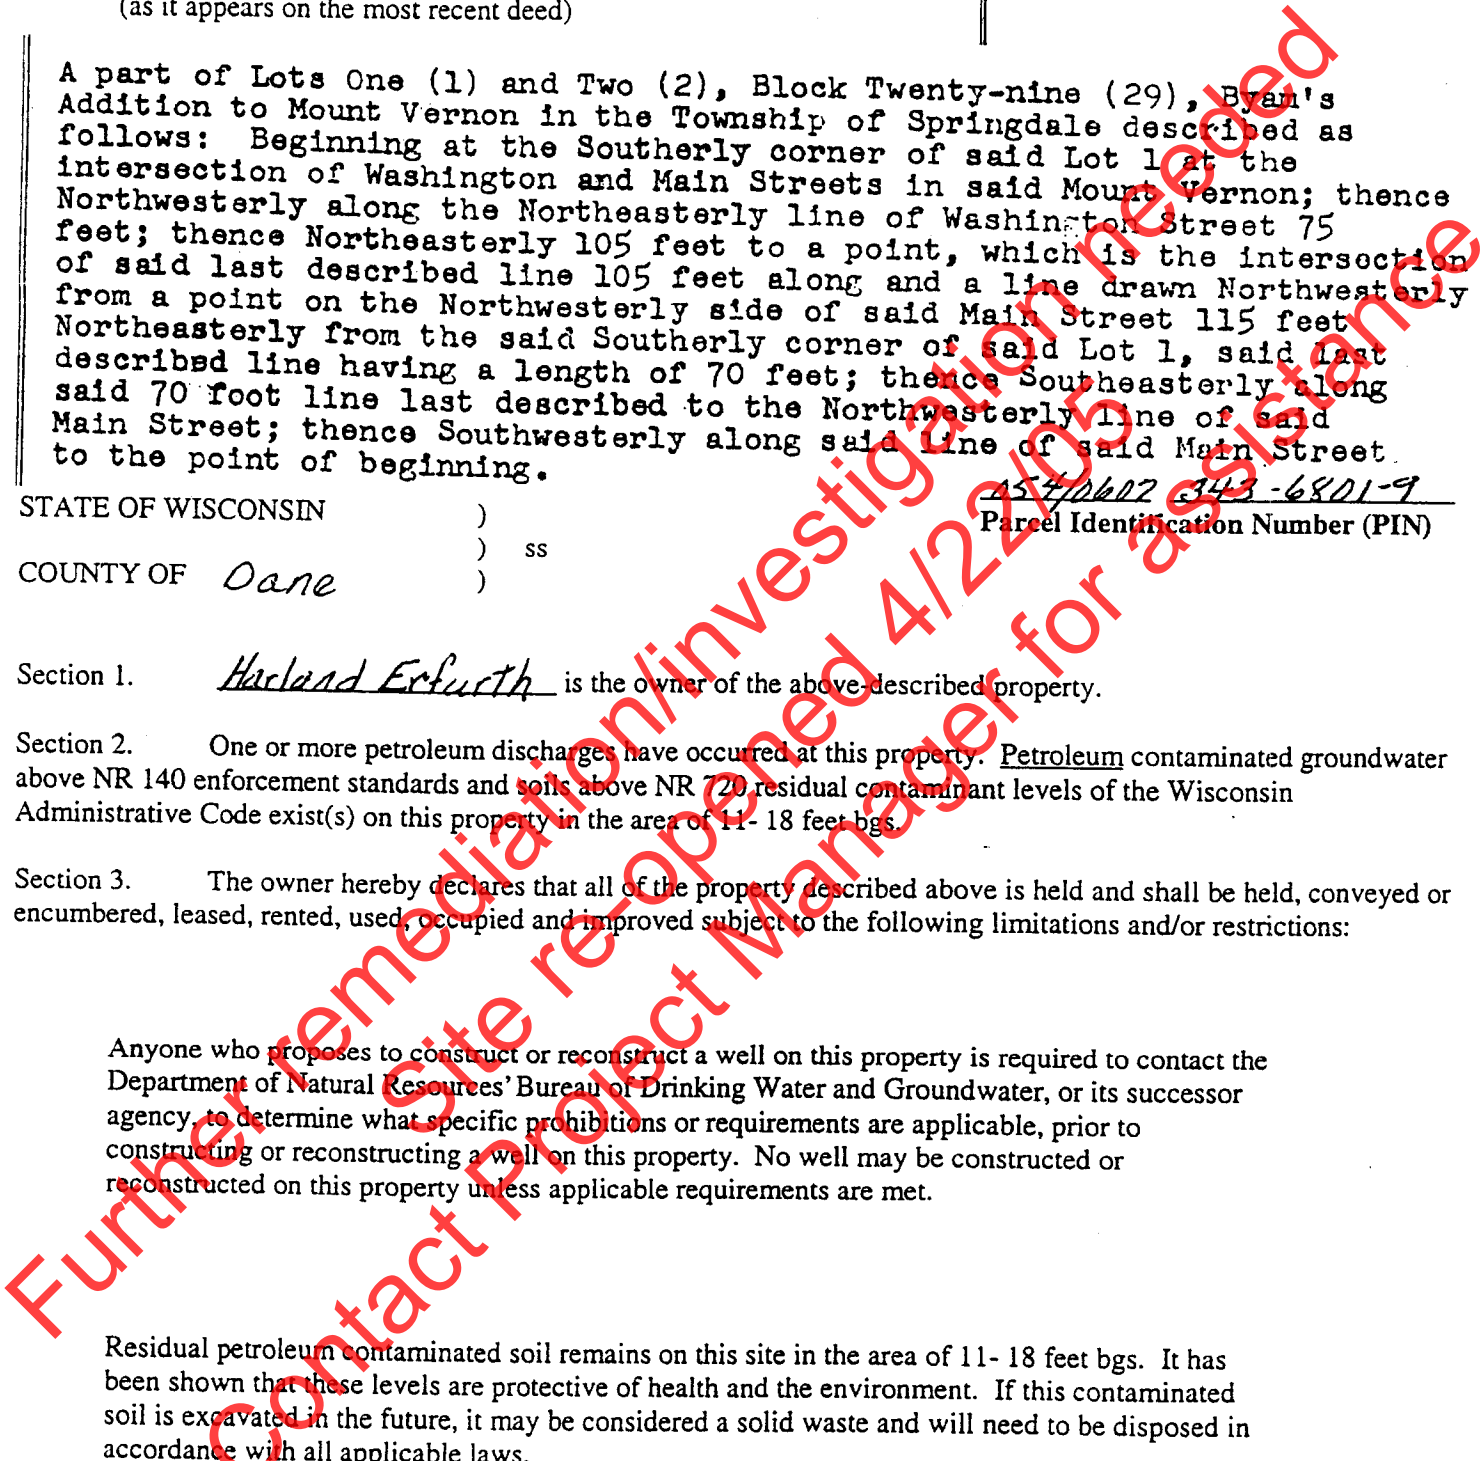 (as it appears on the most recent deed)
A part of Lots One (1) and Two (2), Block Twenty-nine (29), Byam's
Addition to Mount Vernon in the Township of Springdale described as
follows: Beginning at the Southerly corner of said Lot 1 at the
intersection of Washington and Main Streets in said Mount Vernon; thence
Northwesterly along the Northeasterly line of Washington Street 75
feet; thence Northeasterly 105 feet to a point, which is the intersection
of said last described line 105 feet along and a line drawn Northwesterly
from a point on the Northwesterly side of said Main Street 115 feet
Northeasterly from the said Southerly corner of said Lot 1, said last
described line having a length of 70 feet; thence Southeasterly along
said 70 foot line last described to the Northwesterly line of said
Main Street; thence Southwesterly along said line of said Main Street
to the point of beginning.
054/0602 343-6801-9
Parcel Identification Number (PIN)
STATE OF WISCONSIN )
) ss
COUNTY OF Dane )
Section 1. Harland Erfurth is the owner of the above-described property.
Section 2. One or more petroleum discharges have occurred at this property. Petroleum contaminated groundwater
above NR 140 enforcement standards and soils above NR 720 residual contaminant levels of the Wisconsin
Administrative Code exist(s) on this property in the area of 11- 18 feet bgs.
Section 3. The owner hereby declares that all of the property described above is held and shall be held, conveyed or
encumbered, leased, rented, used, occupied and improved subject to the following limitations and/or restrictions:
Anyone who proposes to construct or reconstruct a well on this property is required to contact the
Department of Natural Resources' Bureau of Drinking Water and Groundwater, or its successor
agency, to determine what specific prohibitions or requirements are applicable, prior to
constructing or reconstructing a well on this property. No well may be constructed or
reconstructed on this property unless applicable requirements are met.
Residual petroleum contaminated soil remains on this site in the area of 11- 18 feet bgs. It has
been shown that these levels are protective of health and the environment. If this contaminated
soil is excavated in the future, it may be considered a solid waste and will need to be disposed in
accordance with all applicable laws.
Further remediation/investigation needed
Site re-opened 4/22/05
Contact Project Manager for assistance